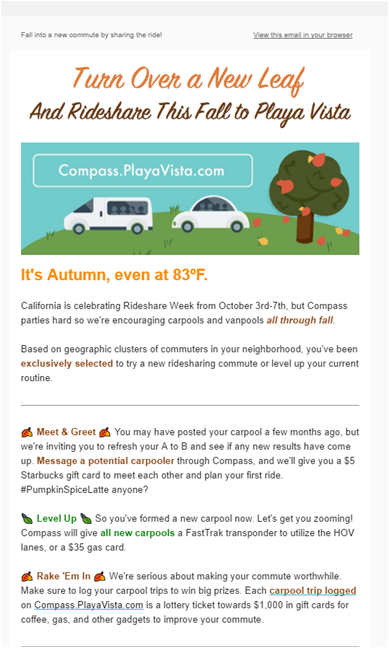 Fall into a new commute by sharing the ride!
View this email in your browser
Turn Over a New Leaf
And Rideshare This Fall to Playa Vista
Compass.PlayaVista.com
It's Autumn, even at 83ºF.
California is celebrating Rideshare Week from October 3rd-7th, but Compass
parties hard so we're encouraging carpools and vanpools all through fall.
Based on geographic clusters of commuters in your neighborhood, you've been
exclusively selected to try a new ridesharing commute or level up your current
routine.
Meet & Greet You may have posted your carpool a few months ago, but
we're inviting you to refresh your A to B and see if any new results have come
up. Message a potential carpooler through Compass, and we'll give you a $5
Starbucks gift card to meet each other and plan your first ride.
#PumpkinSpiceLatte anyone?
Level Up So you've formed a new carpool now. Let's get you zooming!
Compass will give all new carpools a FastTrak transponder to utilize the HOV
lanes, or a $35 gas card.
Rake 'Em In We're serious about making your commute worthwhile.
Make sure to log your carpool trips to win big prizes. Each carpool trip logged
on Compass.PlayaVista.com is a lottery ticket towards $1,000 in gift cards for
coffee, gas, and other gadgets to improve your commute.